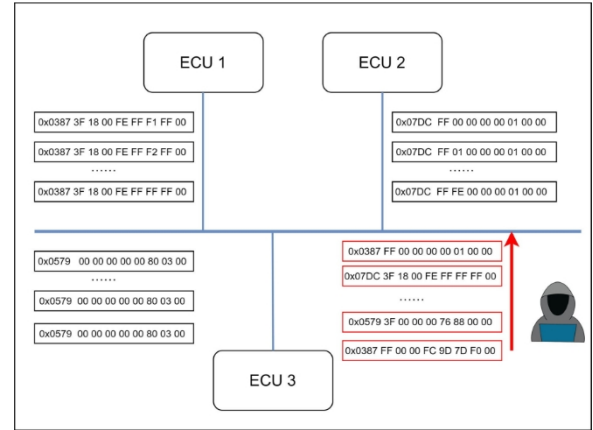 ECU 1
ECU 2
0x0387 3F 18 00 FE FF F1 FF 00
0x0387 3F 18 00 FE FF F2 FF 00
......
0x0387 3F 18 00 FE FF FF FF 00
0x07DC FF 00 00 00 00 01 00 00
0x07DC FF 01 00 00 00 01 00 00
......
0x07DC FF FE 00 00 00 01 00 00
0x0579 00 00 00 00 00 80 03 00
......
0x0579 00 00 00 00 00 80 03 00
0x0579 00 00 00 00 00 80 03 00
0x0387 FF 00 00 00 00 01 00 00
0x07DC 3F 18 00 FE FF FF FF 00
......
0x0579 3F 00 00 00 76 88 00 00
0x0387 FF 00 00 FC 9D 7D F0 00
ECU 3